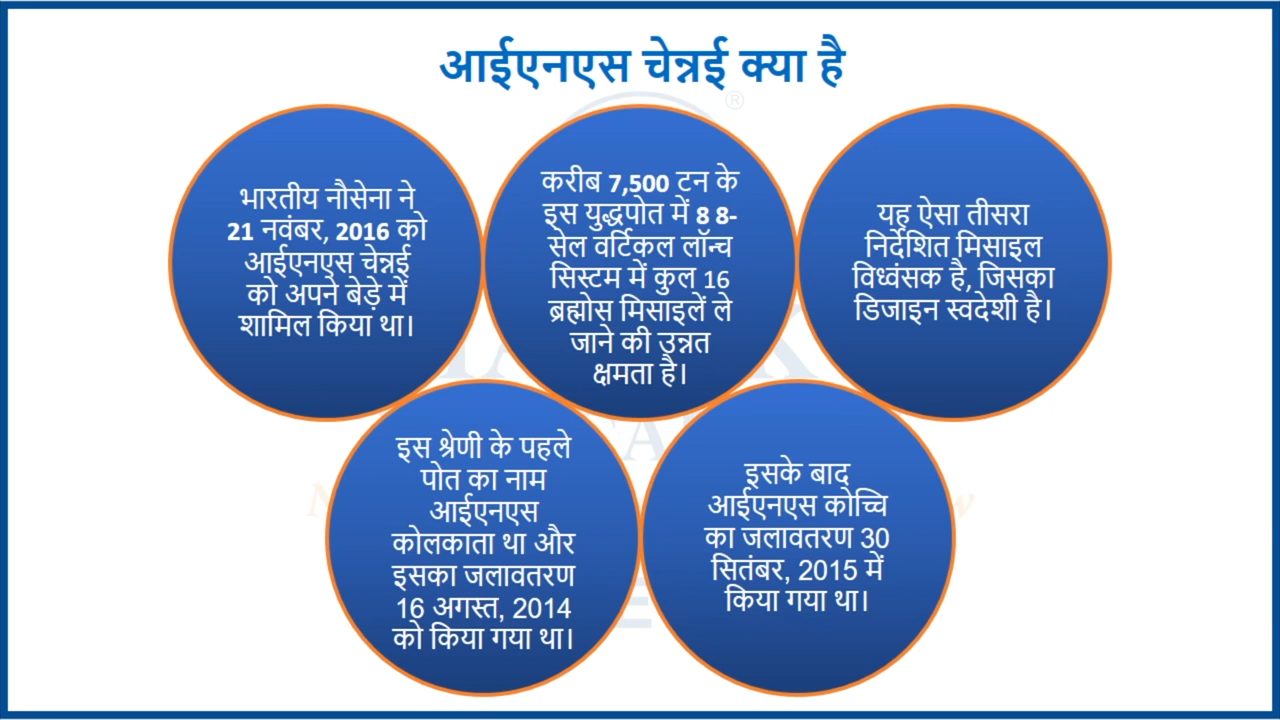 आईएनएस चेन्नई क्या है
®
भारतीय नौसेना ने
21 नवंबर, 2016 को
आईएनएस चेन्नई
को अपने बेड़े में
शामिल किया था।
करीब 7,500 टन के
इस युद्धपोत में 8 8-
सेल वर्टिकल लॉन्च
सिस्टम में कुल 16
ब्रह्मोस मिसाइलें ले
जाने की उन्नत
क्षमता है।
यह ऐसा तीसरा
निर्देशित मिसाइल
विध्वंसक है, जिसका
डिजाइन स्वदेशी है।
इस श्रेणी के पहले
पोत का नाम
आईएनएस
कोलकाता था और
इसका जलावतरण
16 अगस्त, 2014
को किया गया था।
इसके बाद
आईएनएस कोच्चि
का जलावतरण 30
सितंबर, 2015 में
किया गया था।